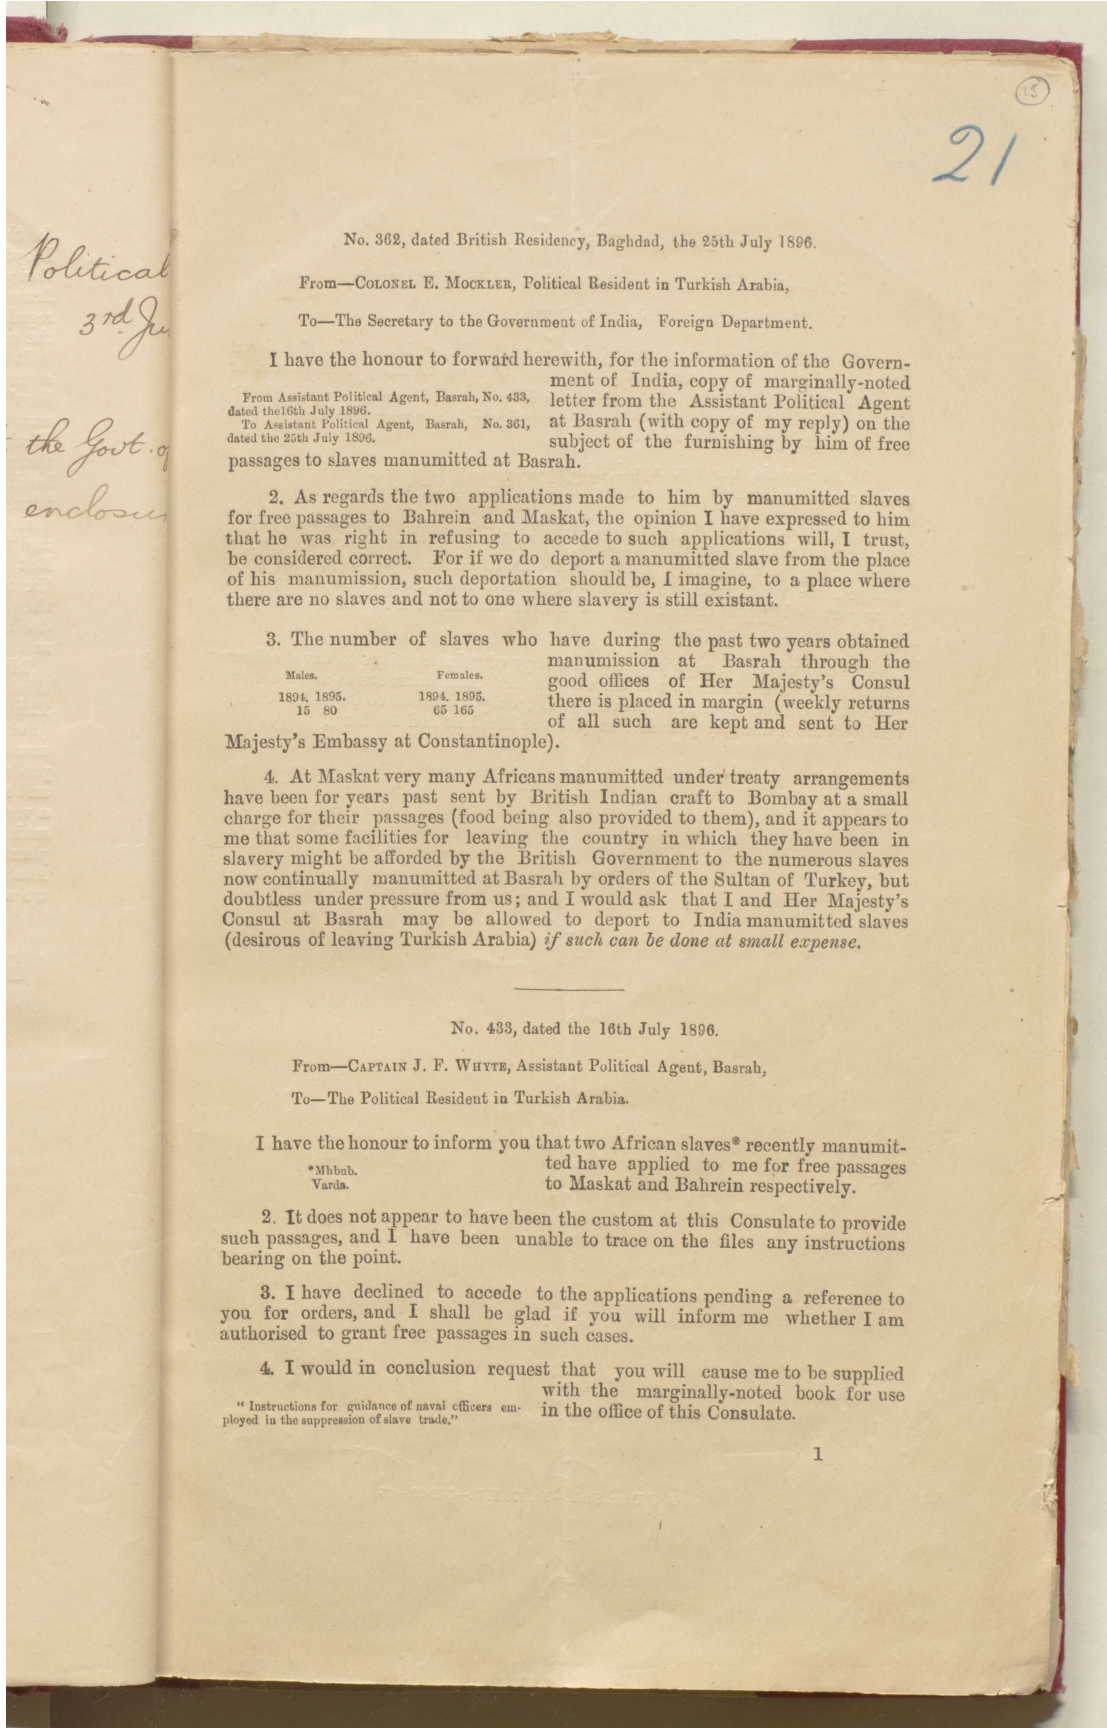 15
21
Political
3rd Ju
the Govt. of
enclosu
No. 362, dated British Residency, Baghdad, the 25th July 1896.
From—COLONEL E. MOCKLER, Political Resident in Turkish Arabia,
To—The Secretary to the Government of India, Foreign Department.
I have the honour to forward herewith, for the information of the Govern-
ment of India, copy of marginally-noted
letter from the Assistant Political Agent
at Basrah (with copy of my reply) on the
subject of the furnishing by him of free
From Assistant Political Agent, Basrah, No. 433,
dated the 16th July 1896.
To Assistant Political Agent, Basrah, No. 361,
dated the 25th July 1896.
passages to slaves manumitted at Basrah.
2. As regards the two applications made to him by manumitted slaves
for free passages to Bahrein and Maskat, the opinion I have expressed to him
that he was right in refusing to accede to such applications will, I trust,
be considered correct. For if we do deport a manumitted slave from the place
of his manumission, such deportation should be, I imagine, to a place where
there are no slaves and not to one where slavery is still existant.
3. The number of slaves who have during the past two years obtained
manumission at Basrah through the
good offices of Her Majesty's Consul
there is placed in margin (weekly returns
of all such are kept and sent to Her
Males. Females.
1894. 1895. 1894. 1895.
15 80 65 165
Majesty's Embassy at Constantinople).
4. At Maskat very many Africans manumitted under treaty arrangements
have been for years past sent by British Indian craft to Bombay at a small
charge for their passages (food being also provided to them), and it appears to
me that some facilities for leaving the country in which they have been in
slavery might be afforded by the British Government to the numerous slaves
now continually manumitted at Basrah by orders of the Sultan of Turkey, but
doubtless under pressure from us; and I would ask that I and Her Majesty's
Consul at Basrah may be allowed to deport to India manumitted slaves
(desirous of leaving Turkish Arabia) if such can be done at small expense.
No. 433, dated the 16th July 1896.
From—CAPTAIN J. F. WHYTE, Assistant Political Agent, Basrah,
To—The Political Resident in Turkish Arabia.
I have the honour to inform you that two African slaves* recently manumit-
ted have applied to me for free passages
to Maskat and Bahrein respectively.
*Mhbub.
Varda.
2. It does not appear to have been the custom at this Consulate to provide
such passages, and I have been unable to trace on the files any instructions
bearing on the point.
3. I have declined to accede to the applications pending a reference to
you for orders, and I shall be glad if you will inform me whether I am
authorised to grant free passages in such cases.
4. I would in conclusion request that you will cause me to be supplied
with the marginally-noted book for use
in the office of this Consulate.
"Instructions for guidance of naval officers em-
ployed in the suppression of slave trade."
1